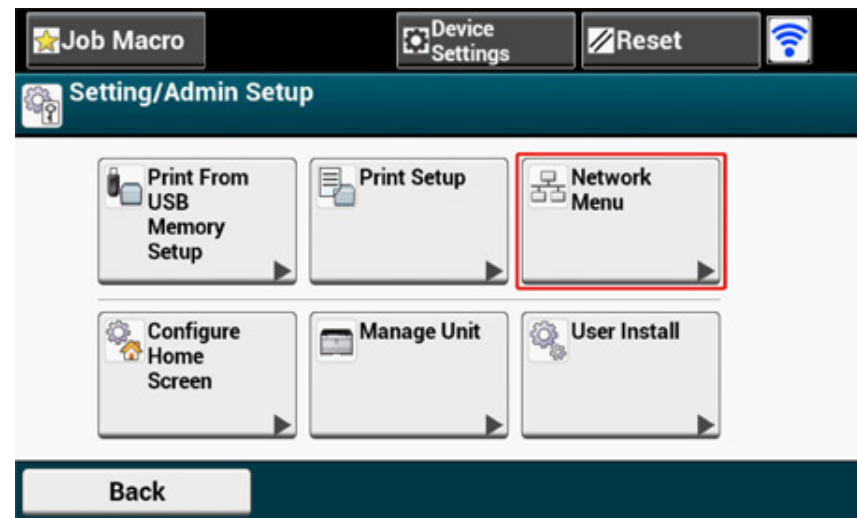 Job Macro
Device
Settings
Reset
Setting/Admin Setup
Print From
USB
Memory
Setup
Print Setup
Network
Menu
Configure
Home
Screen
Manage Unit
User Install
Back